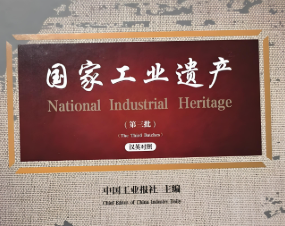 国家工业遗产
National Industrial Heritage
（第三批）
(The Third Batches)
汉英对照
中国工业报社 主编
Chief Editor of China Industry Daily